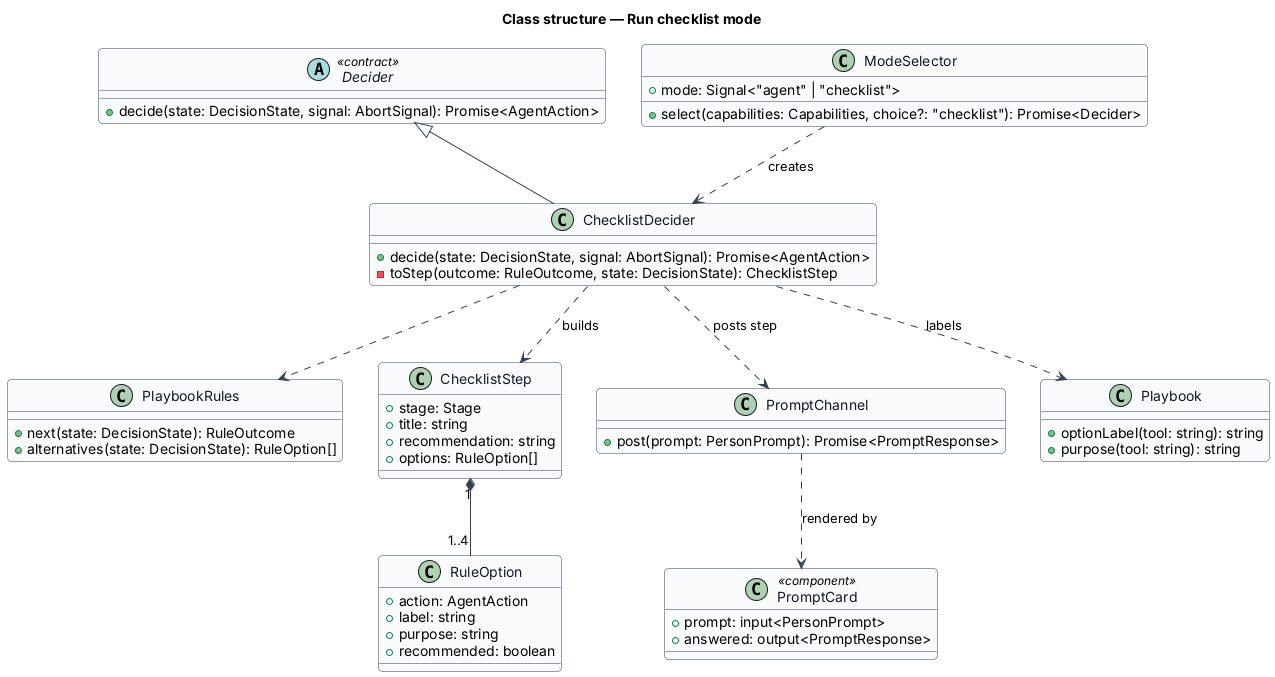 Class structure — Run checklist mode
A
«contract»
Decider
decide(state: DecisionState, signal: AbortSignal): Promise<AgentAction>
C
ModeSelector
mode: Signal<"agent" | "checklist">
select(capabilities: Capabilities, choice?: "checklist"): Promise<Decider>
creates
C
ChecklistDecider
decide(state: DecisionState, signal: AbortSignal): Promise<AgentAction>
toStep(outcome: RuleOutcome, state: DecisionState): ChecklistStep
builds
posts step
labels
C
PlaybookRules
next(state: DecisionState): RuleOutcome
alternatives(state: DecisionState): RuleOption[]
C
ChecklistStep
stage: Stage
title: string
recommendation: string
options: RuleOption[]
C
PromptChannel
post(prompt: PersonPrompt): Promise<PromptResponse>
C
Playbook
optionLabel(tool: string): string
purpose(tool: string): string
1
1..4
rendered by
C
RuleOption
action: AgentAction
label: string
purpose: string
recommended: boolean
C
«component»
PromptCard
prompt: input<PersonPrompt>
answered: output<PromptResponse>